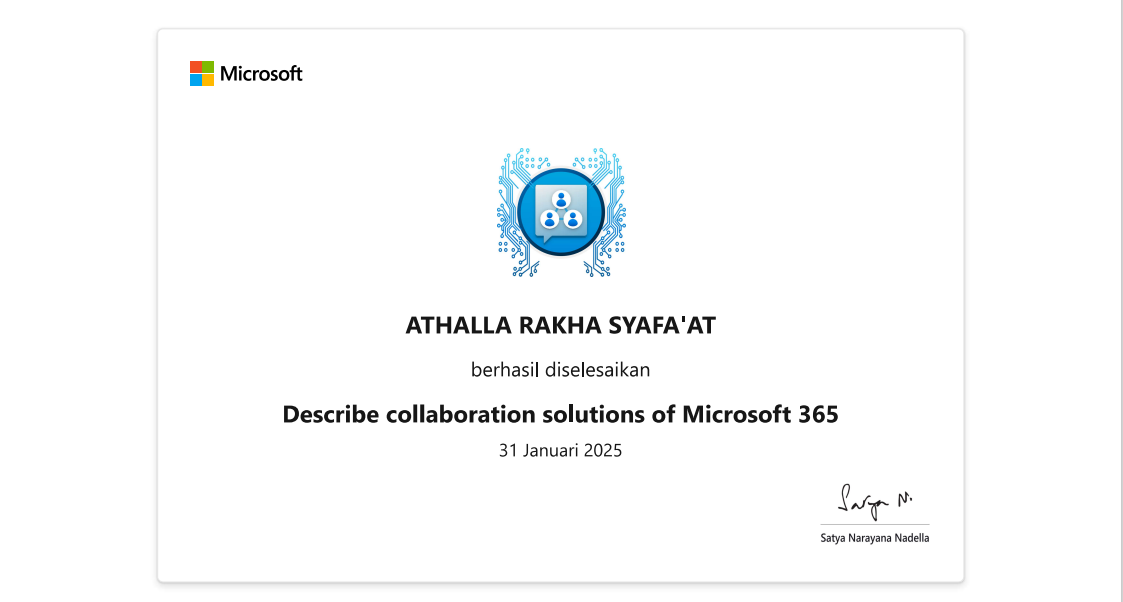 Microsoft
ATHALLA RAKHA SYAFA'AT
berhasil diselesaikan
Describe collaboration solutions of Microsoft 365
31 Januari 2025
Satya N.
Satya Narayana Nadella